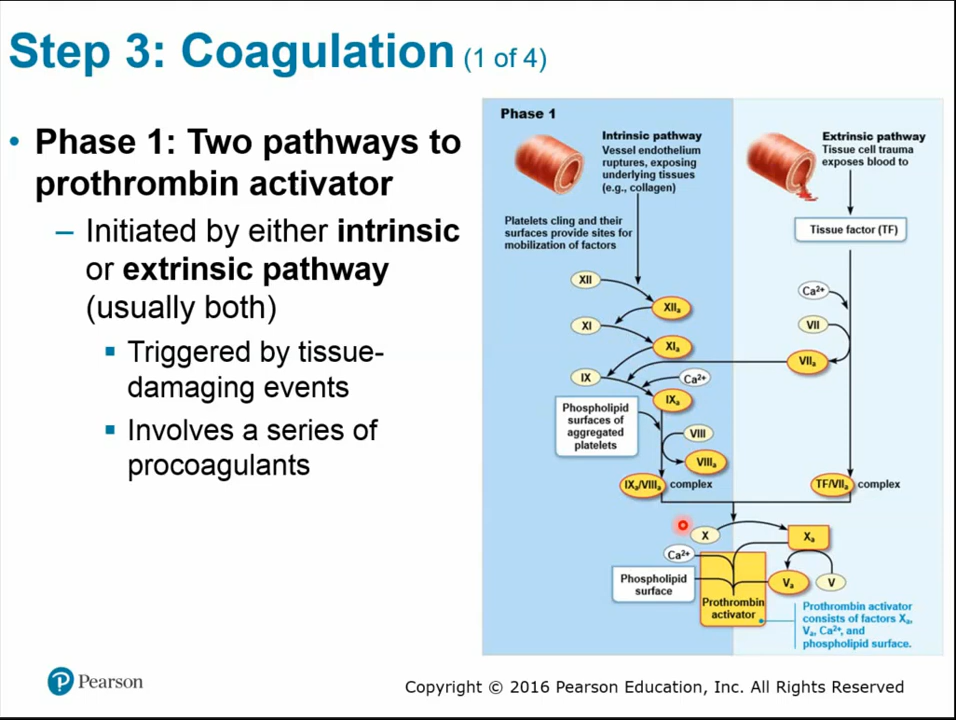 Step 3: Coagulation (1 of 4)
• Phase 1: Two pathways to
prothrombin activator
– Initiated by either intrinsic
or extrinsic pathway
(usually both)
▪ Triggered by tissue-
damaging events
▪ Involves a series of
procoagulants
Phase 1
Intrinsic pathway
Vessel endothelium
ruptures, exposing
underlying tissues
(e.g., collagen)
Extrinsic pathway
Tissue cell trauma
exposes blood to
Platelets cling and their
surfaces provide sites for
mobilization of factors
Tissue factor (TF)
XII
XIIa
Ca2+
XI
VII
XIa
VIIa
IX
Ca2+
IXa
Phospholipid
surfaces of
aggregated
platelets
VIII
VIIIa
IXa/VIIIa complex
TF/VIIa complex
X
Xa
Ca2+
Phospholipid
surface
Va
V
Prothrombin
activator
Prothrombin activator
consists of factors Xa,
Va, Ca2+, and
phospholipid surface.
Pearson
Copyright © 2016 Pearson Education, Inc. All Rights Reserved